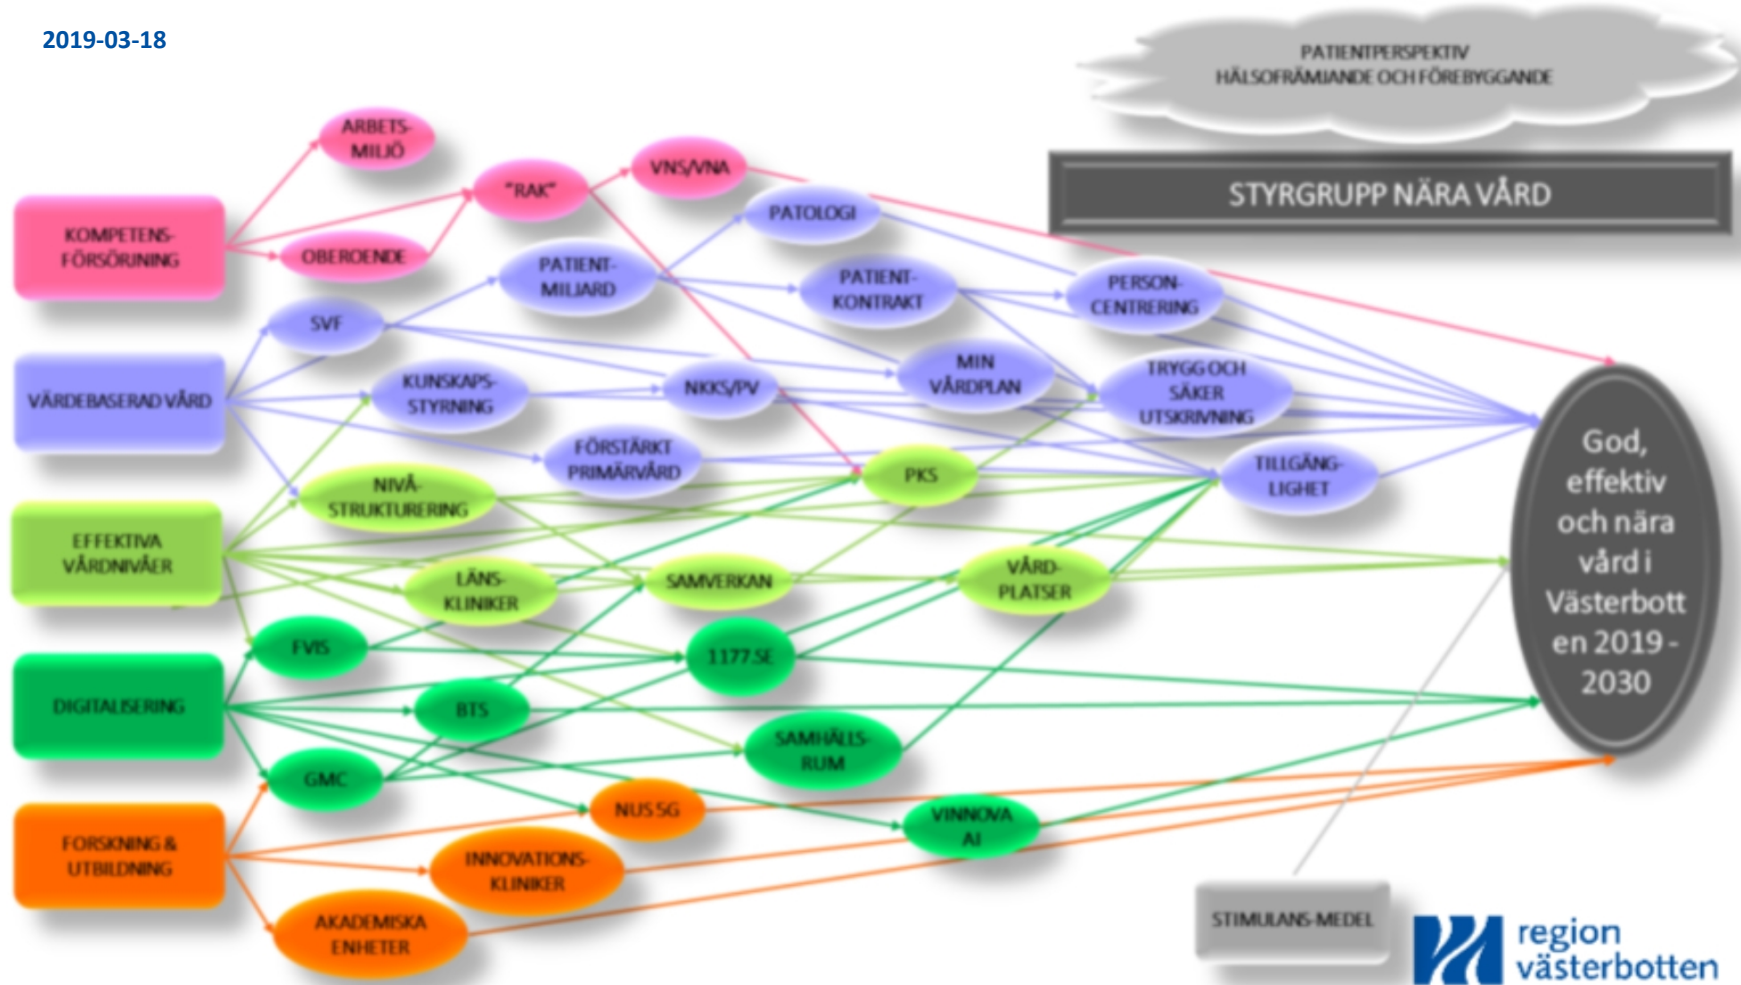 2019-03-18
PATIENTPERSPEKTIV
HÄLSOFRÄMJANDE OCH FÖREBYGGANDE
STYRGRUPP NÄRA VÅRD
ARBETS-
MILJÖ
"RAK"
VNS/VNA
KOMPETENS-
FÖRSÖRJNING
OBEROENDE
PATOLOGI
PATIENT-
MILJARD
PATIENT-
KONTRAKT
PERSON-
CENTRERING
SVF
VÄRDEBASERAD VÅRD
KUNSKAPS-
STYRNING
NKKS/PV
MIN
VÅRDPLAN
TRYGG OCH
SÄKER
UTSKRIVNING
FÖRSTÄRKT
PRIMÄRVÅRD
PKS
TILLGÄNG-
LIGHET
NIVÅ-
STRUKTURERING
EFFEKTIVA
VÅRDNIVÅER
LÄNS-
KLINIKER
SAMVERKAN
VÅRD-
PLATSER
God,
effektiv
och nära
vård i
Västerbott
en 2019 -
2030
FVIS
1177.SE
DIGITALISERING
BTS
SAMHÄLLS-
RUM
GMC
NUS 5G
VINNOVA
AI
FORSKNING &
UTBILDNING
INNOVATIONS-
KLINIKER
AKADEMISKA
ENHETER
STIMULANS-MEDEL
region
västerbotten